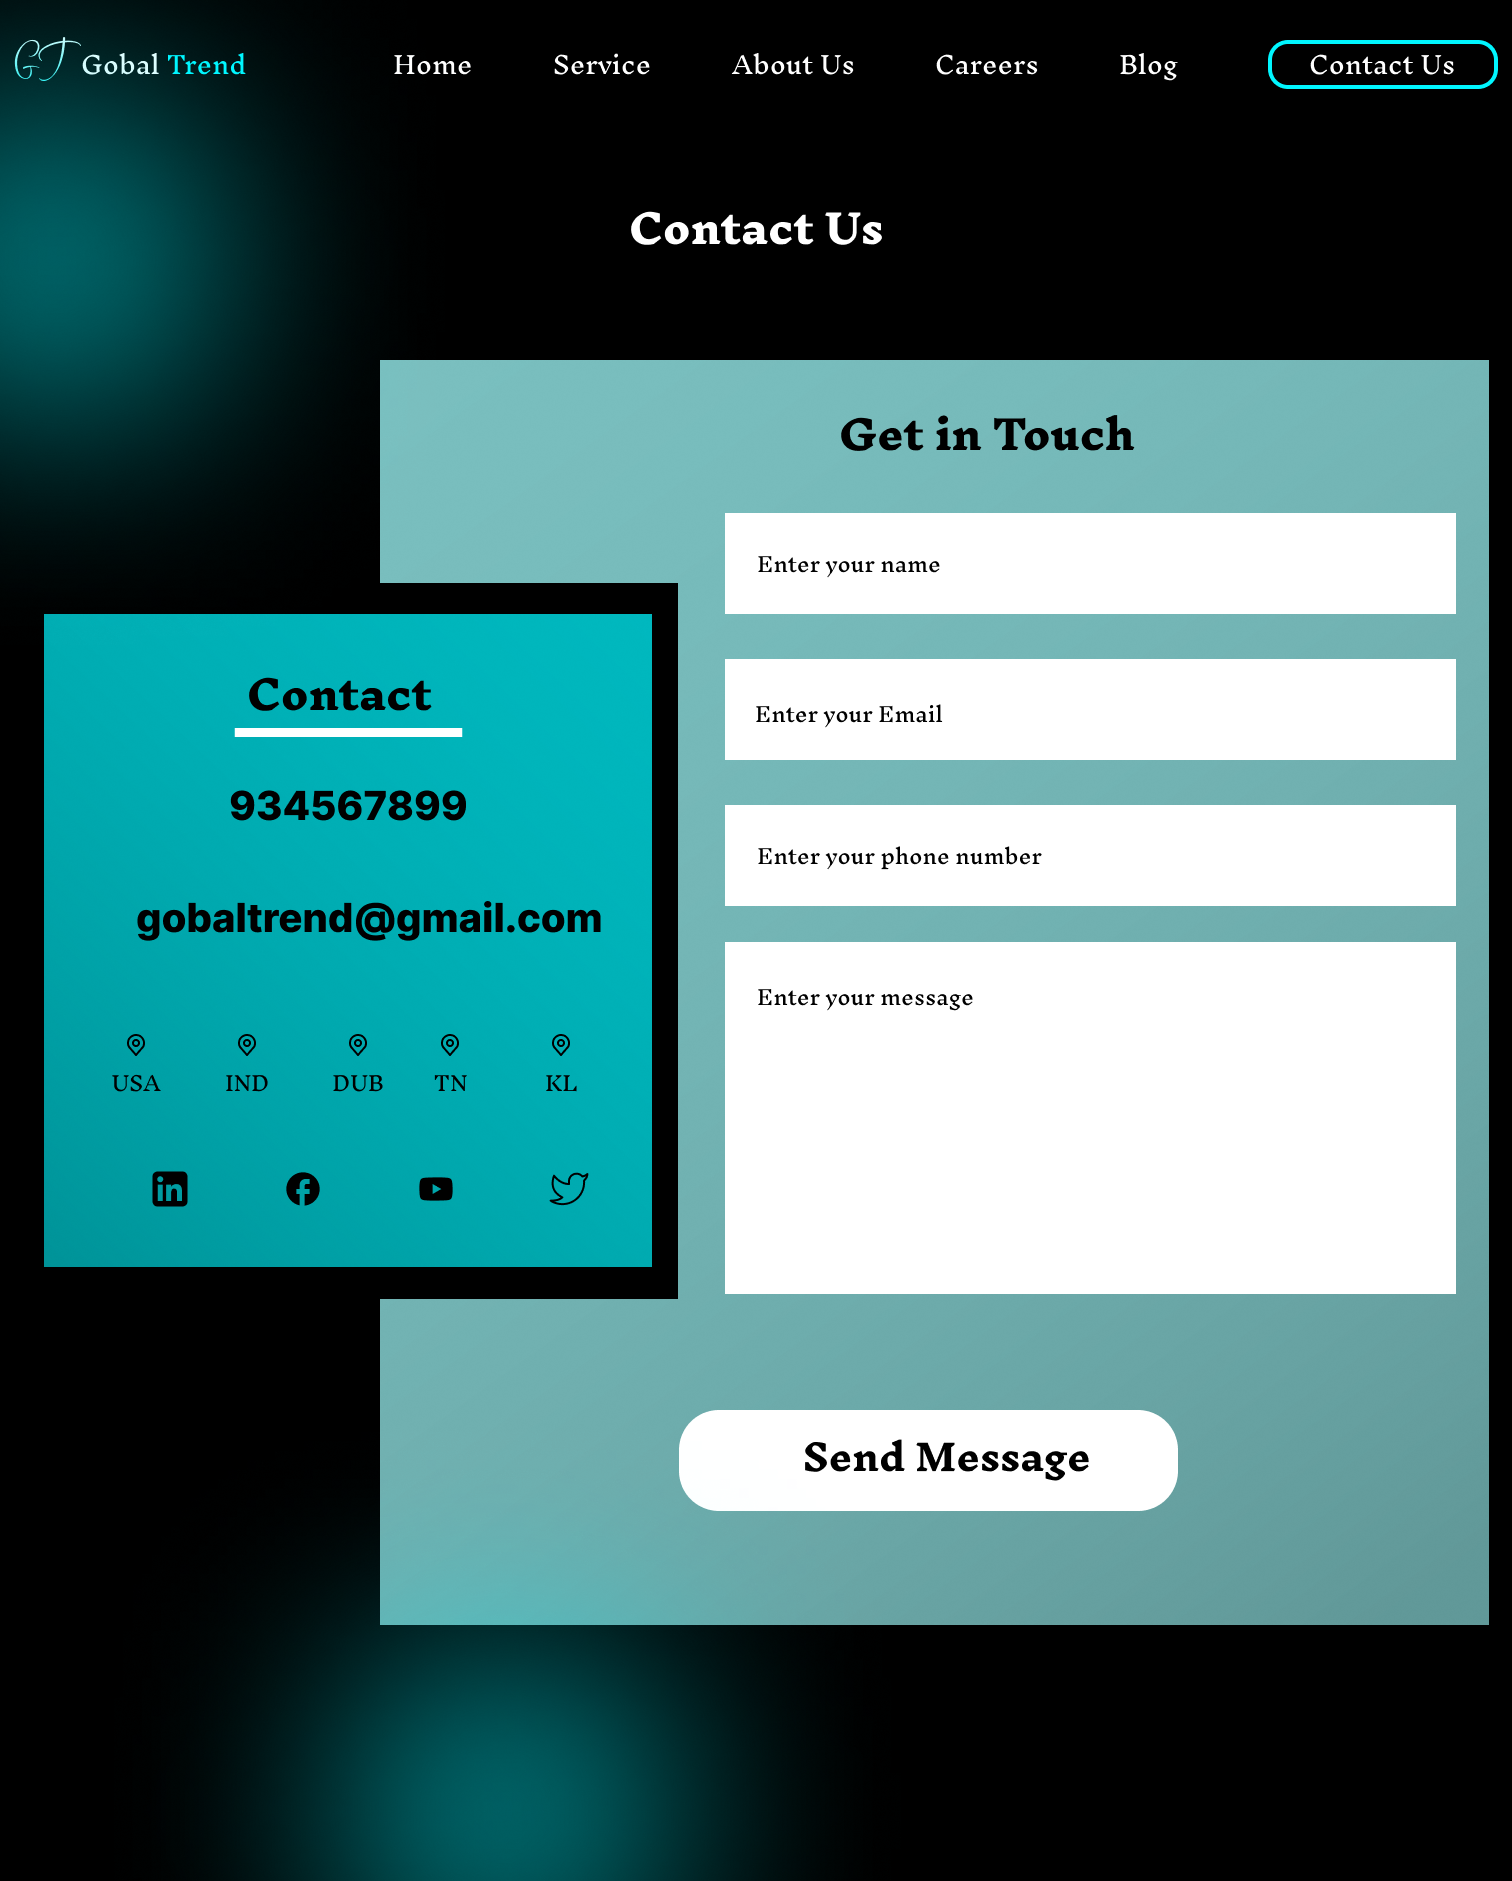 GT Gobal Trend
Home
Service
About Us
Careers
Blog
Contact Us
Contact Us
Get in Touch
Enter your name
Enter your Email
Enter your phone number
Enter your message
Contact
934567899
gobaltrend@gmail.com
USA
IND
DUB
TN
KL
in
Send Message